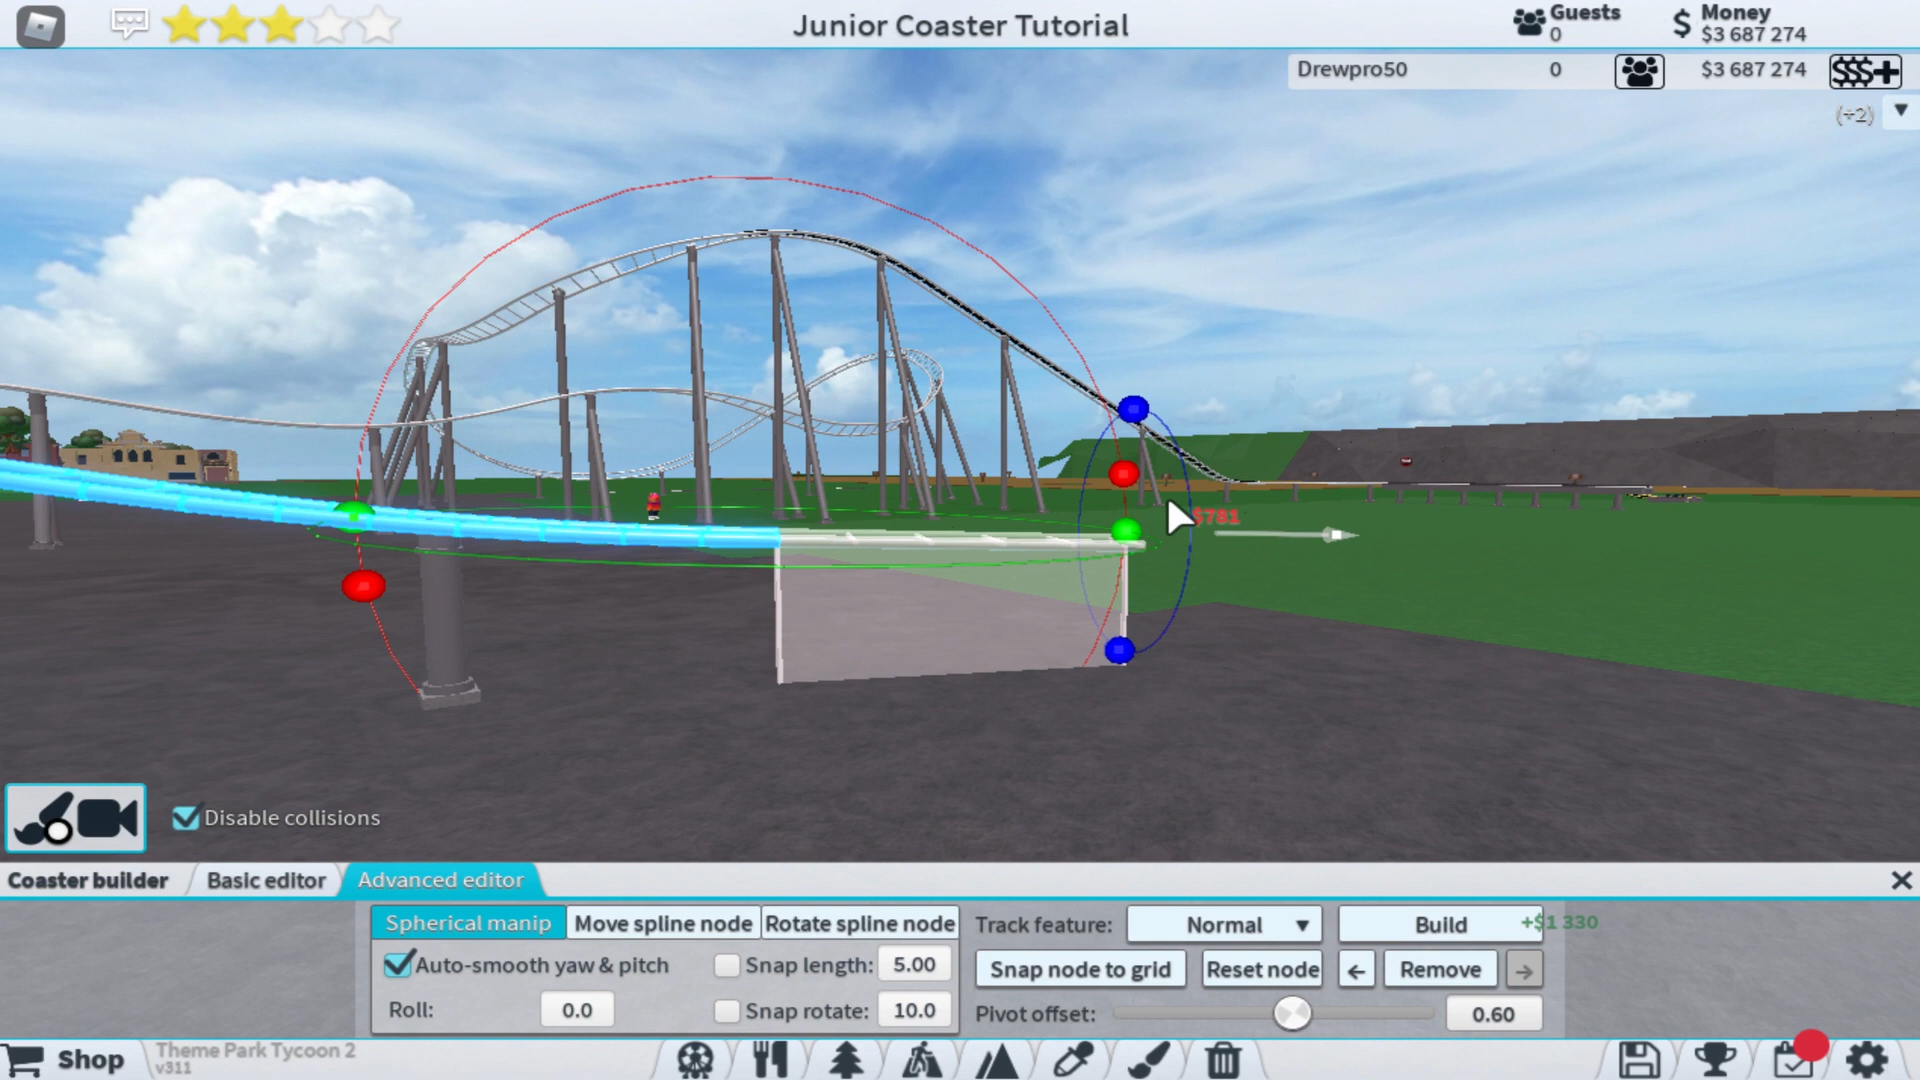 Junior Coaster Tutorial
Guests
0
$ Money
$3 687 274
Drewpro50 0 $3 687 274 $$$+
(+2)
$781
Disable collisions
Coaster builder Basic editor Advanced editor
Spherical manip Move spline node Rotate spline node Track feature: Normal Build +$1 330
Auto-smooth yaw & pitch Snap length: 5.00 Snap node to grid Reset node ← Remove →
Roll: 0.0 Snap rotate: 10.0 Pivot offset: 0.60
Shop Theme Park Tycoon 2
v311